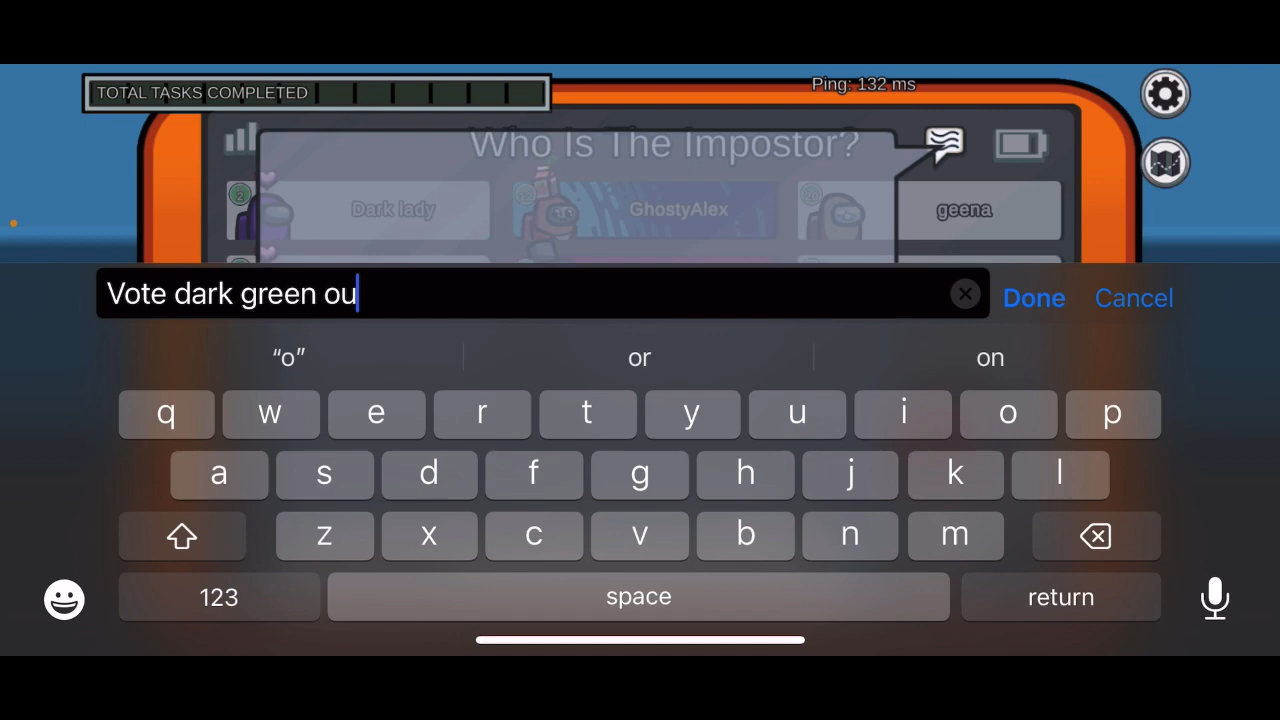 TOTAL TASKS COMPLETED
Ping: 132 ms
Who Is The Impostor?
2
Dark lady
GhostyAlex
geena
Vote dark green ou
Done
Cancel
“o”
or
on
q w e r t y u i o p
a s d f g h j k l
z x c v b n m
123
space
return